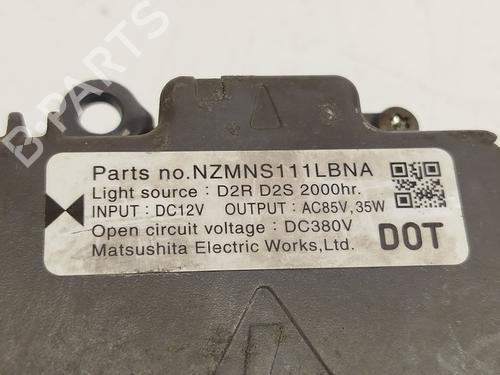 B-PARTS
Parts no.NZMNS111LBNA
Light source : D2R D2S 2000hr.
INPUT : DC12V OUTPUT : AC85V, 35W
Open circuit voltage : DC380V
Matsushita Electric Works,Ltd.
DOT